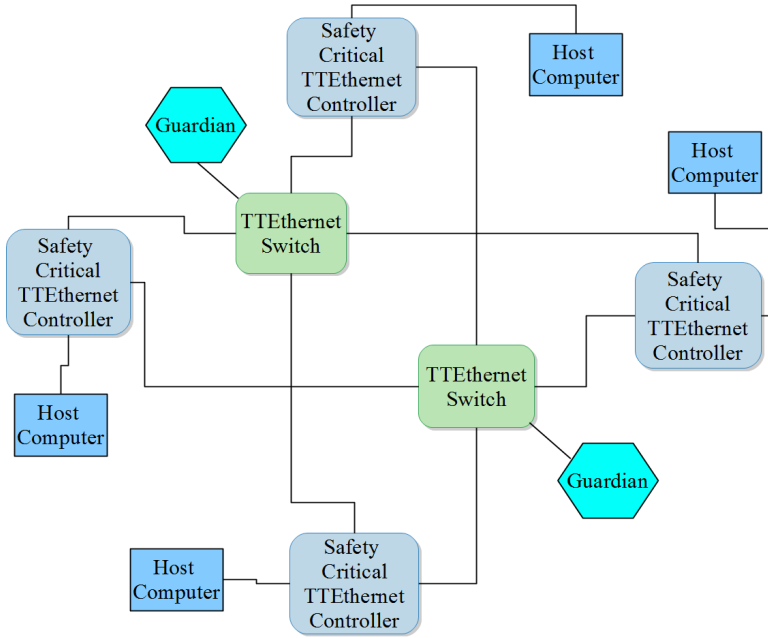 Safety
Critical
TTEthernet
Controller
Host
Computer
Guardian
Host
Computer
TTEthernet
Switch
Safety
Critical
TTEthernet
Controller
Safety
Critical
TTEthernet
Controller
TTEthernet
Switch
Host
Computer
Guardian
Safety
Critical
TTEthernet
Controller
Host
Computer